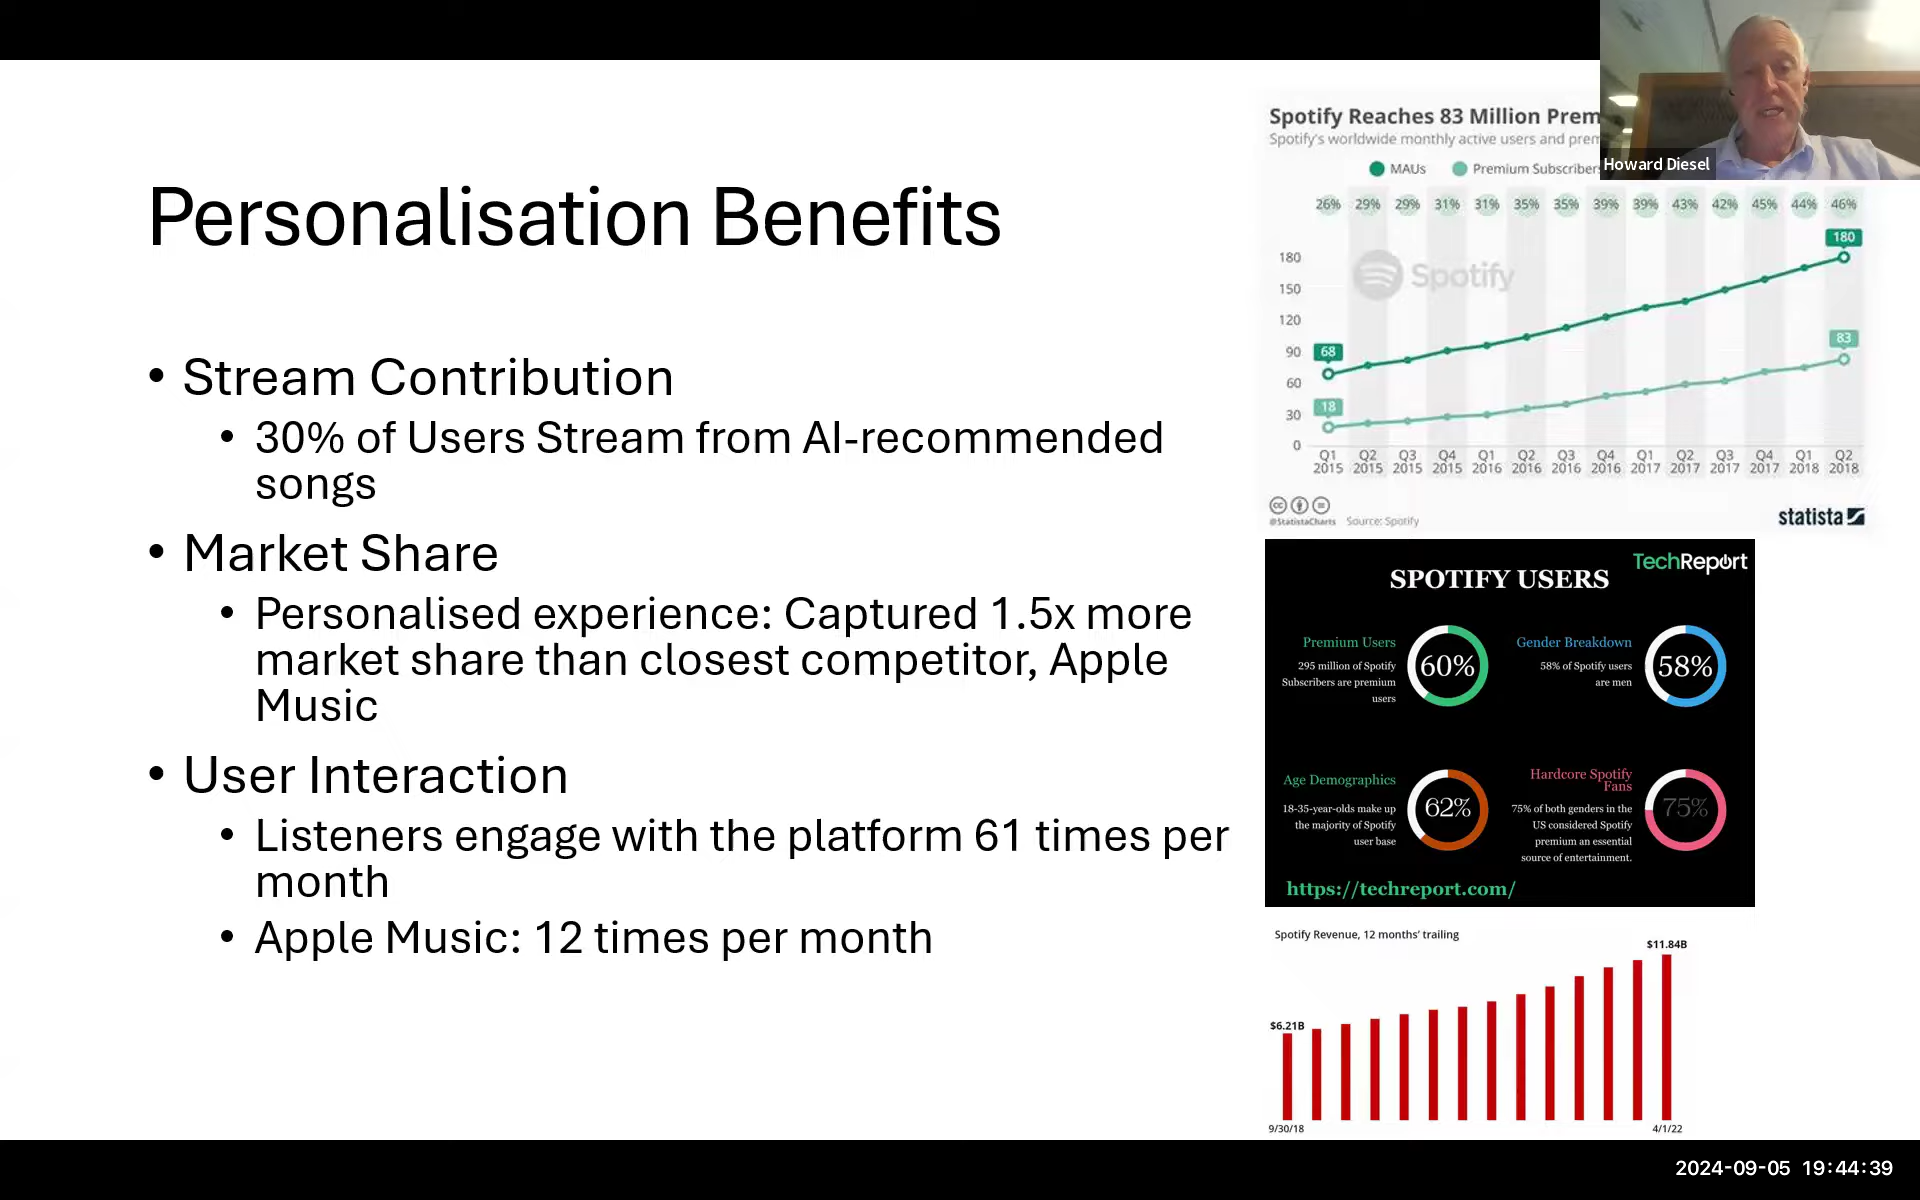 Personalisation Benefits
• Stream Contribution
• 30% of Users Stream from AI-recommended
songs
• Market Share
• Personalised experience: Captured 1.5x more
market share than closest competitor, Apple
Music
• User Interaction
• Listeners engage with the platform 61 times per
month
• Apple Music: 12 times per month
Spotify Reaches 83 Million Prem
Spotify's worldwide monthly active users and prem
MAUs Premium Subscribers
26% 29% 29% 31% 31% 35% 35% 39% 39% 43% 42% 45% 44% 46%
180
180
Spotify
150
120
90
68
83
60
30
18
0
Q1 Q2 Q3 Q4 Q1 Q2 Q3 Q4 Q1 Q2 Q3 Q4 Q1 Q2
2015 2015 2015 2015 2016 2016 2016 2016 2017 2017 2017 2017 2018 2018
@StatistaCharts Source: Spotify
statista
TechReport
SPOTIFY USERS
Premium Users
295 million of Spotify
Subscribers are premium
users
60%
Gender Breakdown
58% of Spotify users
are men
58%
Age Demographics
18-35-year-olds make up
the majority of Spotify
user base
62%
Hardcore Spotify
Fans
75% of both genders in the
US considered Spotify
premium an essential
source of entertainment.
75%
https://techreport.com/
Spotify Revenue, 12 months' trailing
$11.84B
$6.21B
9/30/18 4/1/22
Howard Diesel
2024-09-05 19:44:39